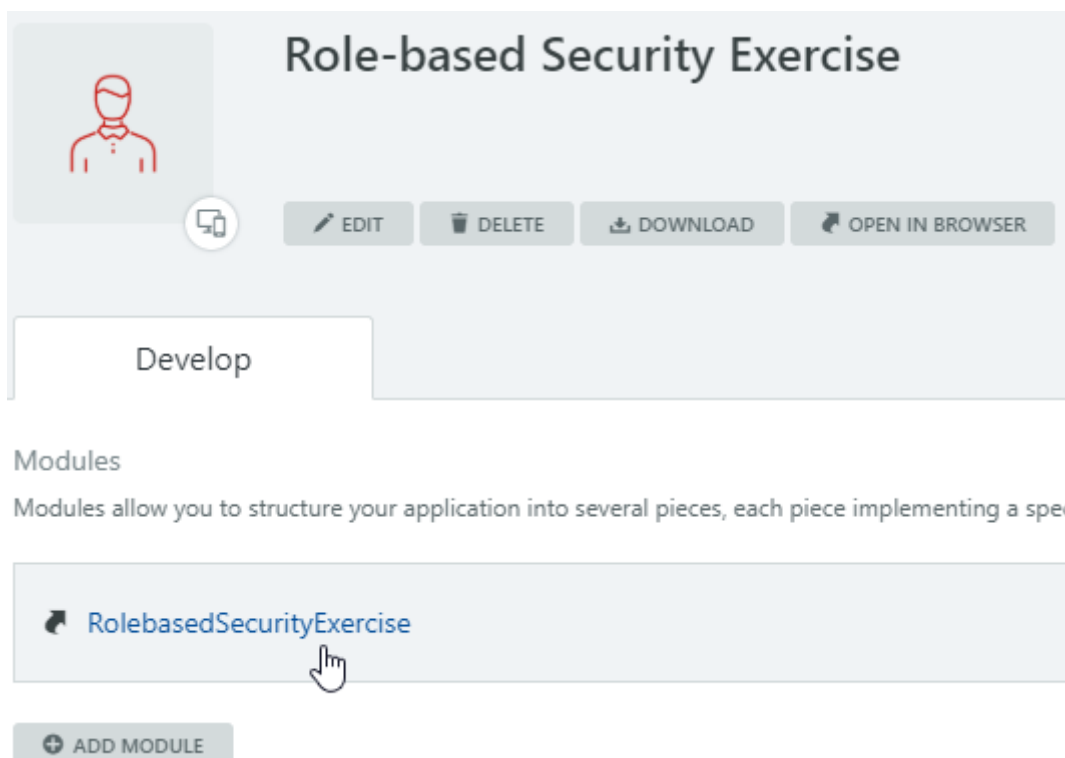 Role-based Security Exercise
EDIT
DELETE
DOWNLOAD
OPEN IN BROWSER
Develop
Modules
Modules allow you to structure your application into several pieces, each piece implementing a spe
RolebasedSecurityExercise
ADD MODULE